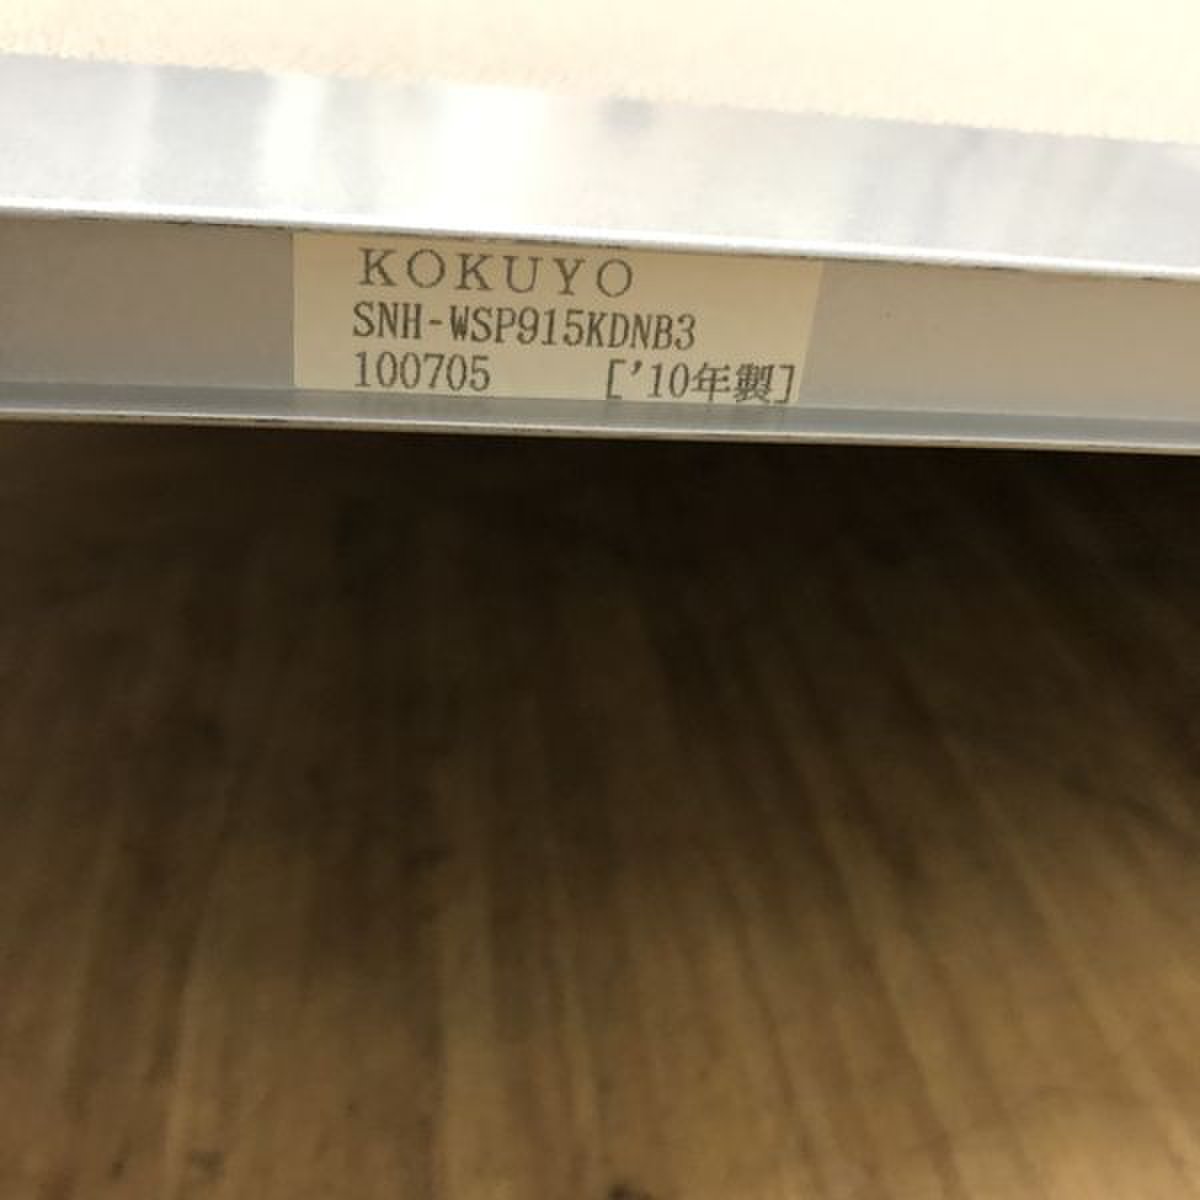 KOKUYO
SNH-WSP915KDNB3
100705 ['10年製]